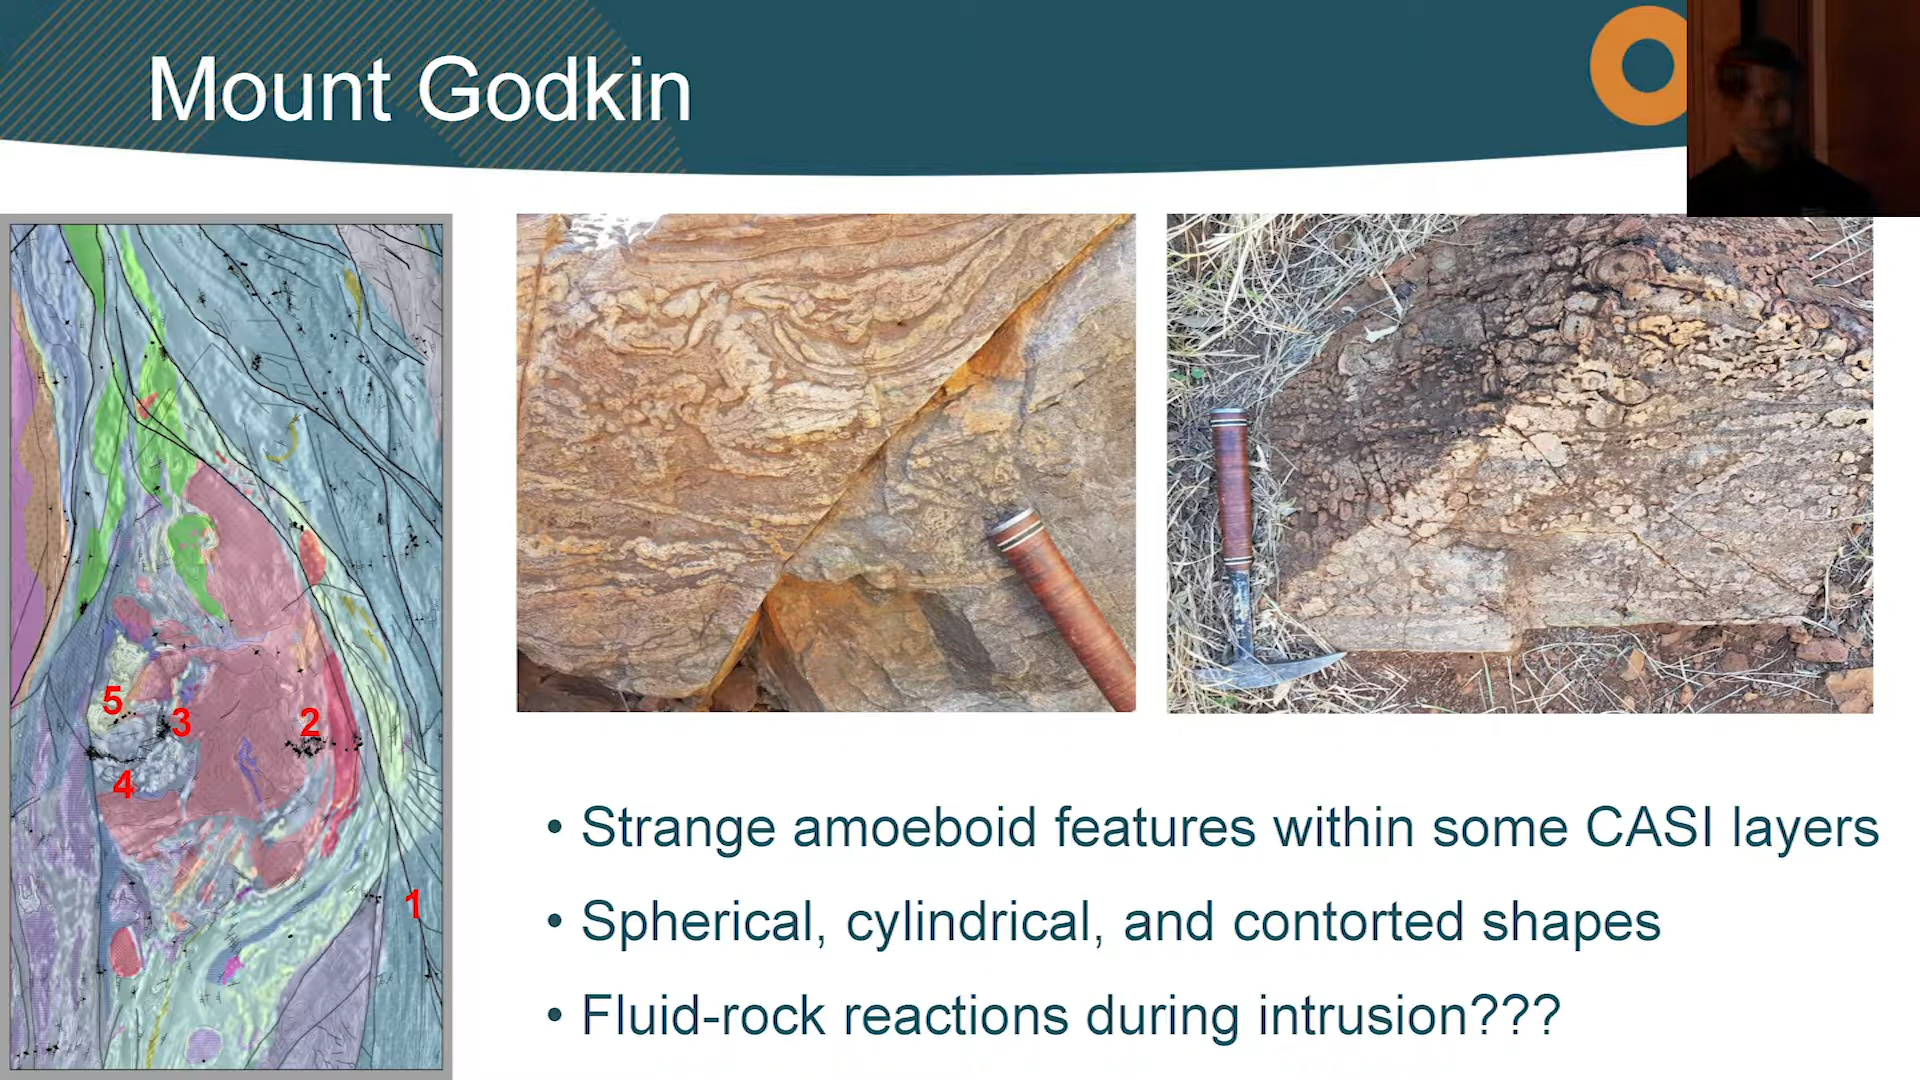 Mount Godkin
5
3
2
4
1
• Strange amoeboid features within some CASI layers
• Spherical, cylindrical, and contorted shapes
• Fluid-rock reactions during intrusion???